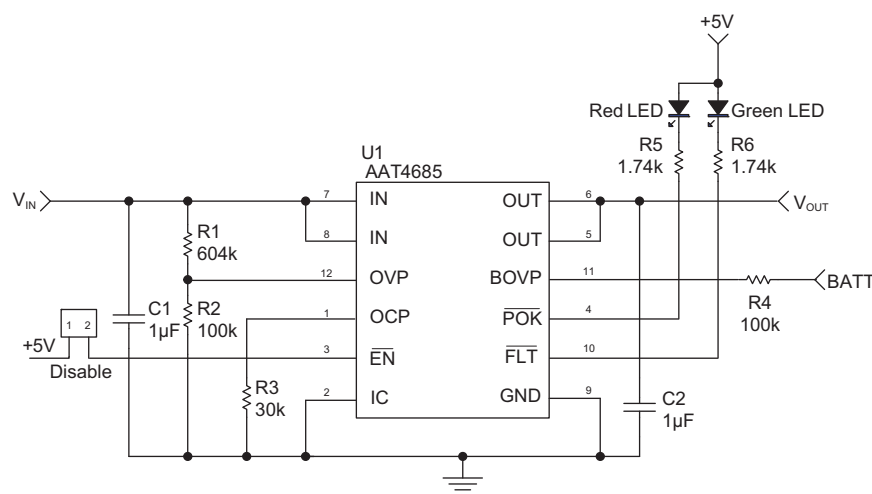 +5V
Red LED
Green LED
R5
1.74k
R6
1.74k
U1
AAT4685
VIN
7
IN
OUT
6
VOUT
R1
604k
8
IN
OUT
5
12
OVP
BOVP
11
BATT
R4
100k
C1
1µF
R2
100k
1
OCP
POK
4
1 2
+5V
Disable
3
EN
FLT
10
R3
30k
2
IC
GND
9
C2
1µF